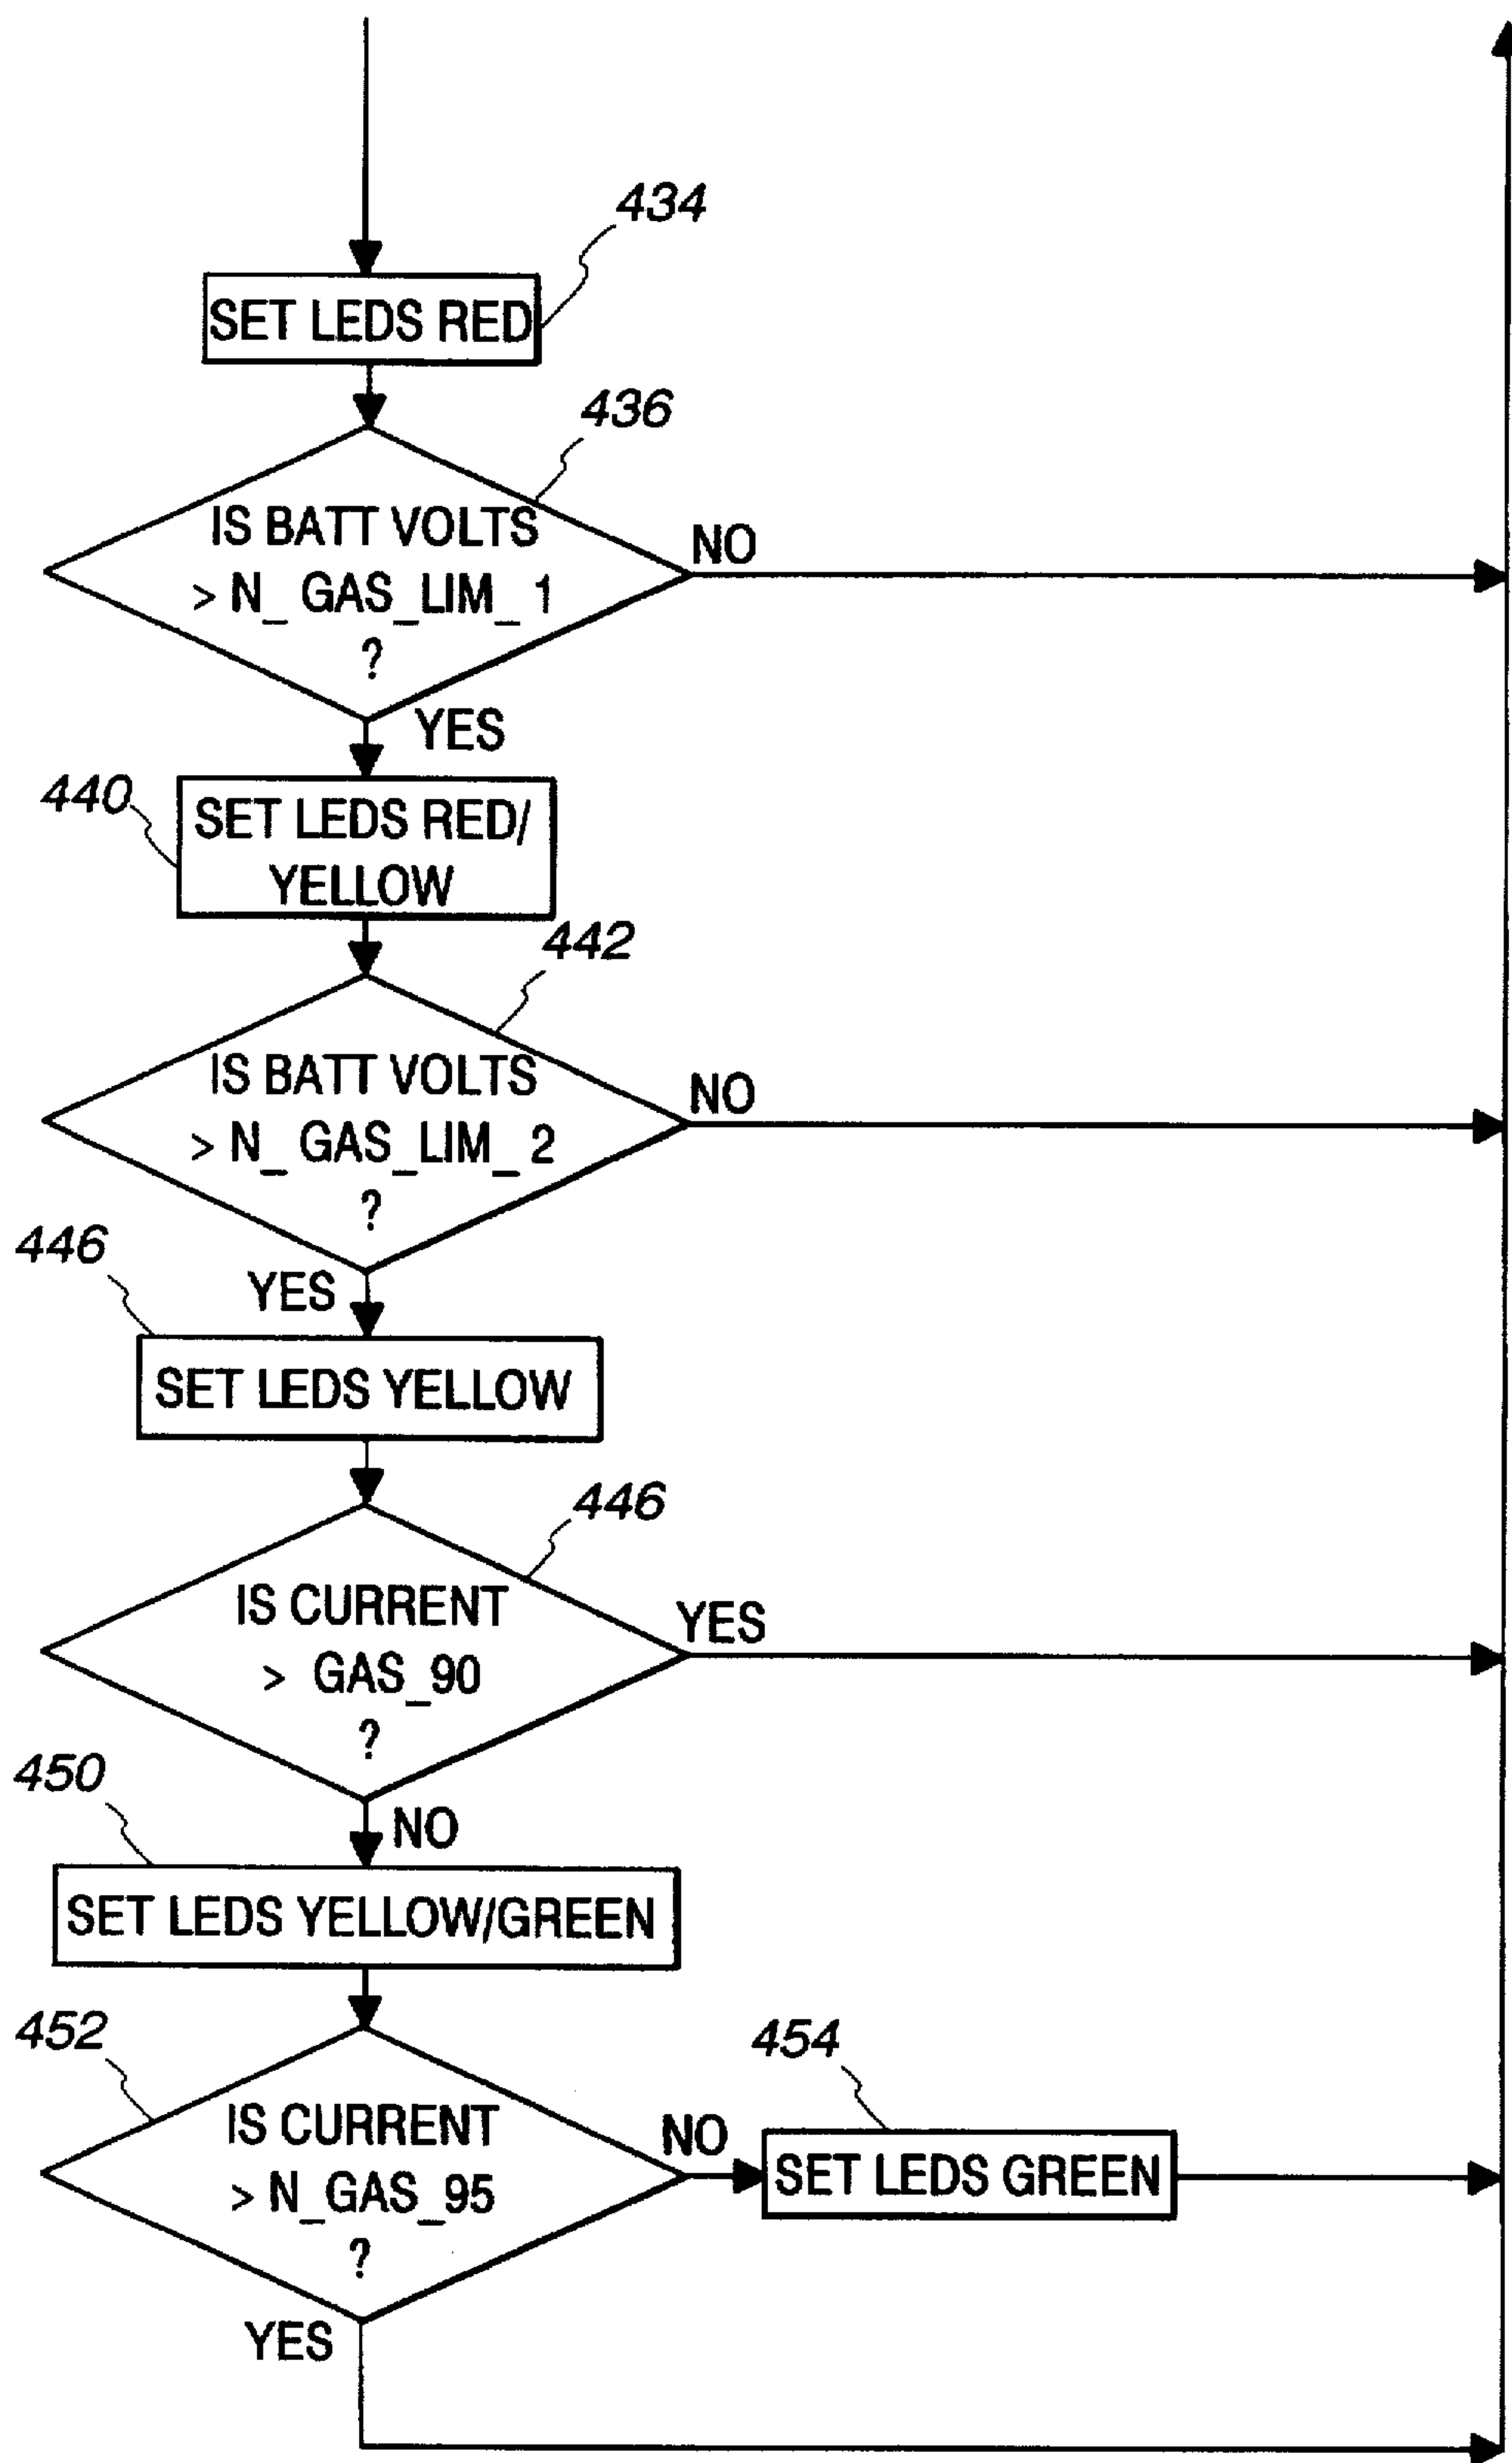 434
SET LEDS RED
436
IS BATT VOLTS
> N_ GAS_LIM_ 1
?
NO
YES
440
SET LEDS RED/
YELLOW
442
IS BATT VOLTS
> N_ GAS_LIM_ 2
?
NO
YES
446
SET LEDS YELLOW
446
IS CURRENT
> GAS_90
?
YES
NO
450
SET LEDS YELLOW/GREEN
452
IS CURRENT
> N_GAS_95
?
NO
454
SET LEDS GREEN
YES